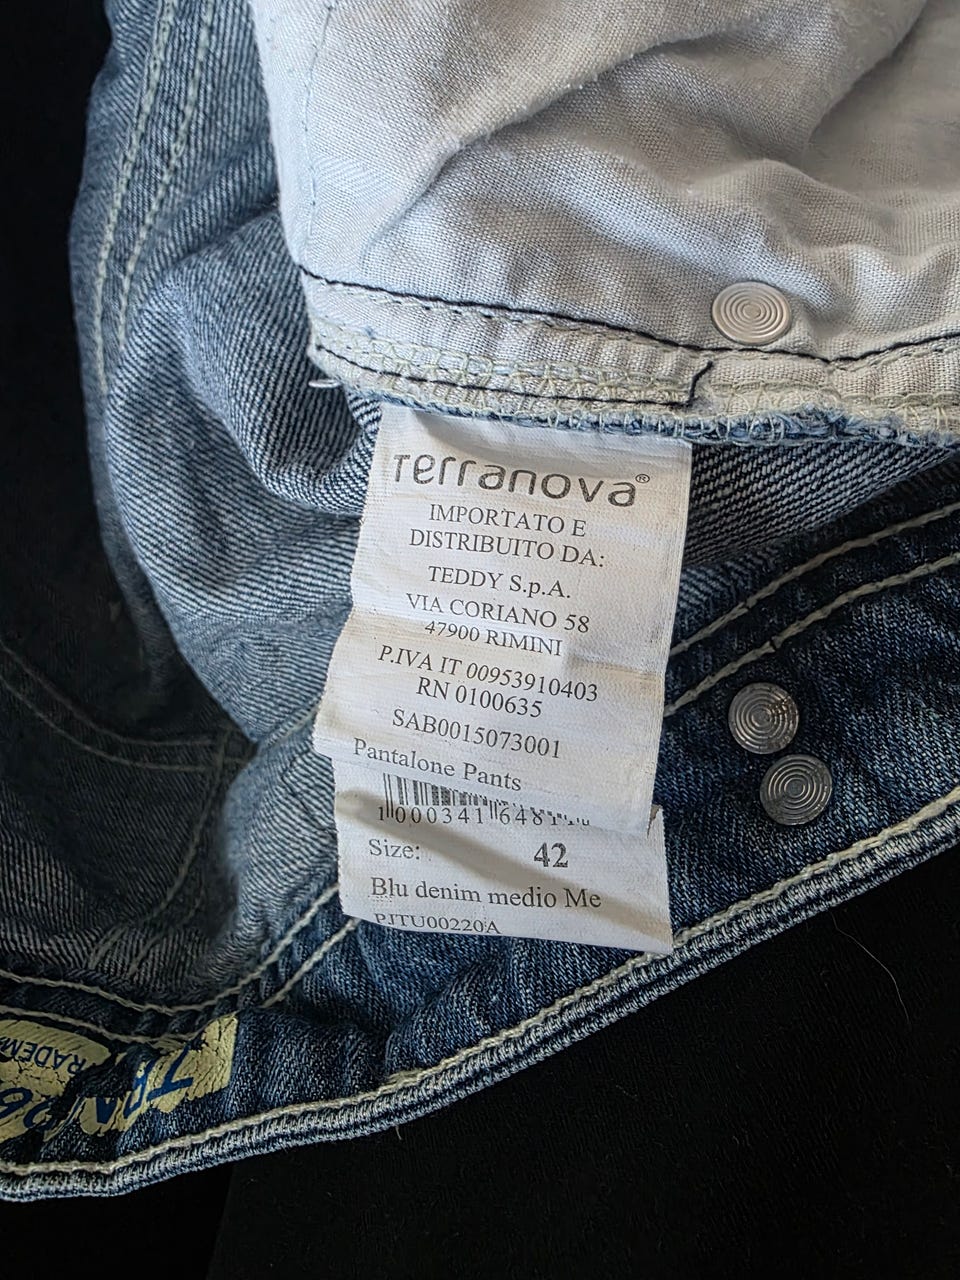 Terranova®
IMPORTATO E
DISTRIBUITO DA:
TEDDY S.p.A.
VIA CORIANO 58
47900 RIMINI
P.IVA IT 00953910403
RN 0100635
SAB0015073001
Pantalone Pants
Size: 42
Blu denim medio Me
PJTU00220A